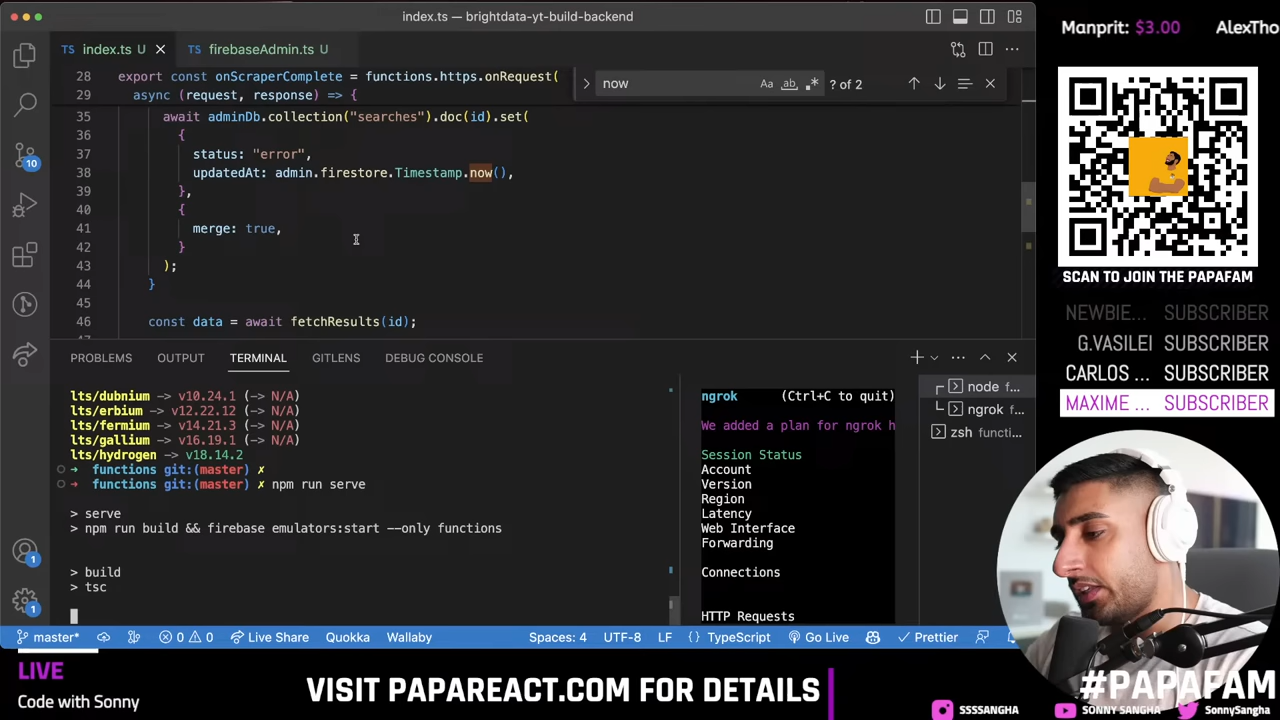 index.ts — brightdata-yt-build-backend
TS index.ts U
TS firebaseAdmin.ts U
28 export const onScraperComplete = functions.https.onRequest(
29 async (request, response) => {
now
Aa ab .* ? of 2
35 await adminDb.collection("searches").doc(id).set(
36 {
37 status: "error",
38 updatedAt: admin.firestore.Timestamp.now(),
39 },
40 {
41 merge: true,
42 }
43 );
44 }
45
46 const data = await fetchResults(id);
10
1
1
PROBLEMS OUTPUT TERMINAL GITLENS DEBUG CONSOLE
lts/dubnium -> v10.24.1 (-> N/A)
lts/erbium -> v12.22.12 (-> N/A)
lts/fermium -> v14.21.3 (-> N/A)
lts/gallium -> v16.19.1 (-> N/A)
lts/hydrogen -> v18.14.2
➜ functions git:(master) ✗
➜ functions git:(master) ✗ npm run serve
> serve
> npm run build && firebase emulators:start --only functions
> build
> tsc
ngrok (Ctrl+C to quit)
We added a plan for ngrok h
Session Status
Account
Version
Region
Latency
Web Interface
Forwarding
Connections
HTTP Requests
node f...
ngrok f...
zsh functi...
master* 0 0 Live Share Quokka Wallaby Spaces: 4 UTF-8 LF {} TypeScript Go Live Prettier
Manprit: $3.00 AlexTho
SCAN TO JOIN THE PAPAFAM
NEWBIE... SUBSCRIBER
G.VASILEI SUBSCRIBER
CARLOS ... SUBSCRIBER
MAXIME ... SUBSCRIBER
LIVE
Code with Sonny
VISIT PAPAREACT.COM FOR DETAILS
#PAPAFAM
SSSSANGHA SONNY SANGHA SonnySangha